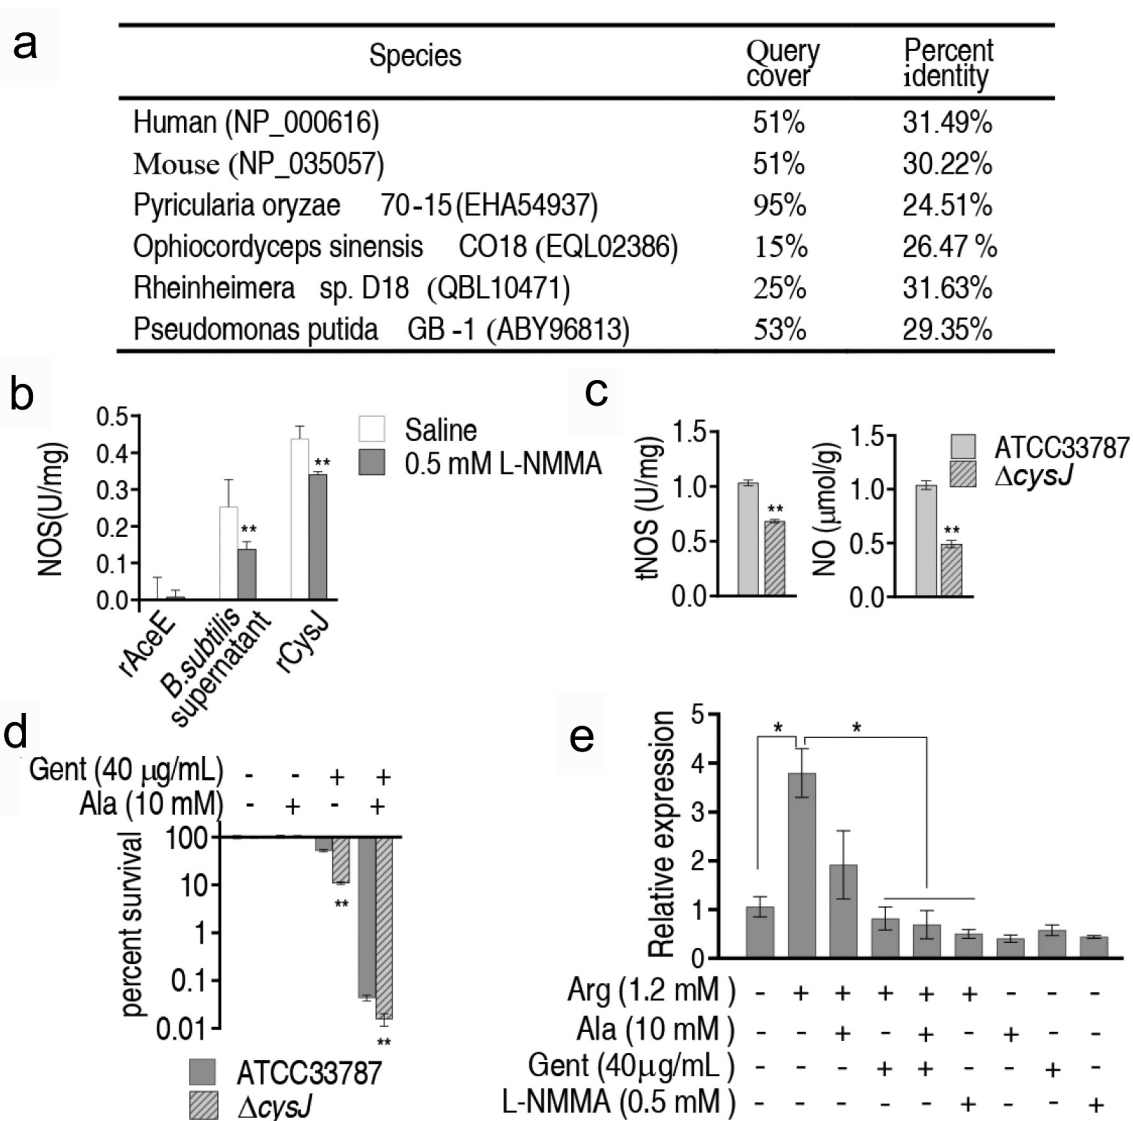 a
Species Query cover Percent identity
Human (NP_000616) 51% 31.49%
Mouse (NP_035057) 51% 30.22%
Pyricularia oryzae 70-15(EHA54937) 95% 24.51%
Ophiocordyceps sinensis CO18 (EQL02386) 15% 26.47 %
Rheinheimera sp. D18 (QBL10471) 25% 31.63%
Pseudomonas putida GB -1 (ABY96813) 53% 29.35%
b
NOS(U/mg)
0.5
0.4
0.3
0.2
0.1
0.0
** **
Saline
0.5 mM L-NMMA
rAceE
B.subtilis
supernatant
rCysJ
c
tNOS (U/mg)
1.5
1.0
0.5
0.0
**
NO (μmol/g)
1.5
1.0
0.5
0.0
**
ATCC33787
ΔcysJ
d
Gent (40 μg/mL) - - + +
Ala (10 mM) - + - +
percent survival
100
10
1
0.1
0.01
** **
ATCC33787
ΔcysJ
e
Relative expression
5
4
3
2
1
0
* *
Arg (1.2 mM ) - + + + + + - - -
Ala (10 mM) - - + - + - + - -
Gent (40μg/mL ) - - - + + - - + -
L-NMMA (0.5 mM) - - - - - + - - +